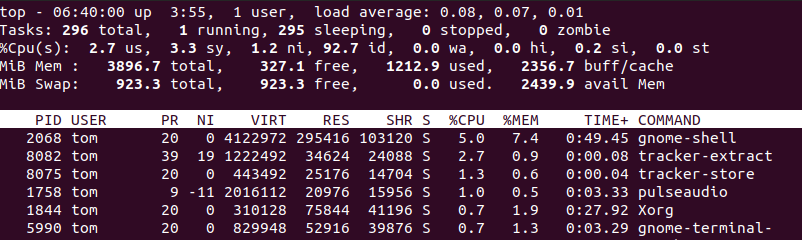 top - 06:40:00 up  3:55,  1 user,  load average: 0.08, 0.07, 0.01
Tasks: 296 total,   1 running, 295 sleeping,   0 stopped,   0 zombie
%Cpu(s):  2.7 us,  3.3 sy,  1.2 ni, 92.7 id,  0.0 wa,  0.0 hi,  0.2 si,  0.0 st
MiB Mem :   3896.7 total,    327.1 free,   1212.9 used,   2356.7 buff/cache
MiB Swap:    923.3 total,    923.3 free,      0.0 used.   2439.9 avail Mem
PID USER      PR  NI    VIRT    RES    SHR S  %CPU  %MEM     TIME+ COMMAND
2068 tom       20   0 4122972 295416 103120 S   5.0   7.4   0:49.45 gnome-shell
8082 tom       39  19 1222492  34624  24088 S   2.7   0.9   0:00.08 tracker-extract
8075 tom       20   0  443492  25176  14704 S   1.3   0.6   0:00.04 tracker-store
1758 tom        9 -11 2016112  20976  15956 S   1.0   0.5   0:03.33 pulseaudio
1844 tom       20   0  310128  75844  41196 S   0.7   1.9   0:27.92 Xorg
5990 tom       20   0  829948  52916  39876 S   0.7   1.3   0:03.29 gnome-terminal-